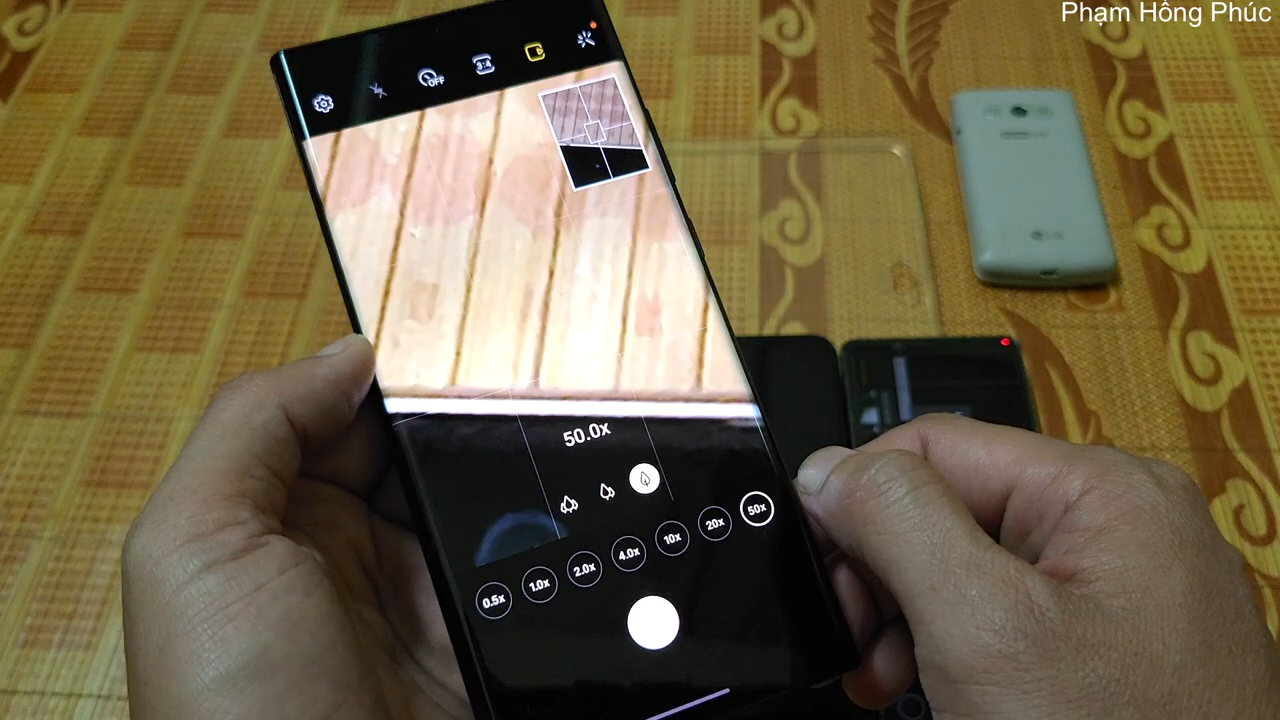 Phạm Hồng Phúc
OFF
3:4
LG
50.0x
0.5x
1.0x
2.0x
4.0x
10x
20x
50x